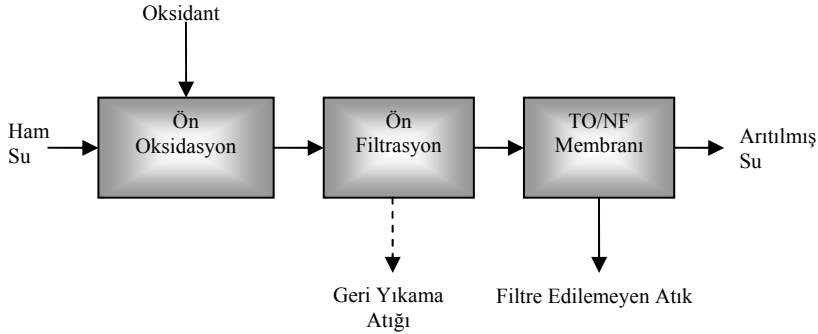 Oksidant
Ham
Su
Ön
Oksidasyon
Ön
Filtrasyon
TO/NF
Membranı
Arıtılmış
Su
Geri Yıkama
Atığı
Filtre Edilemeyen Atık